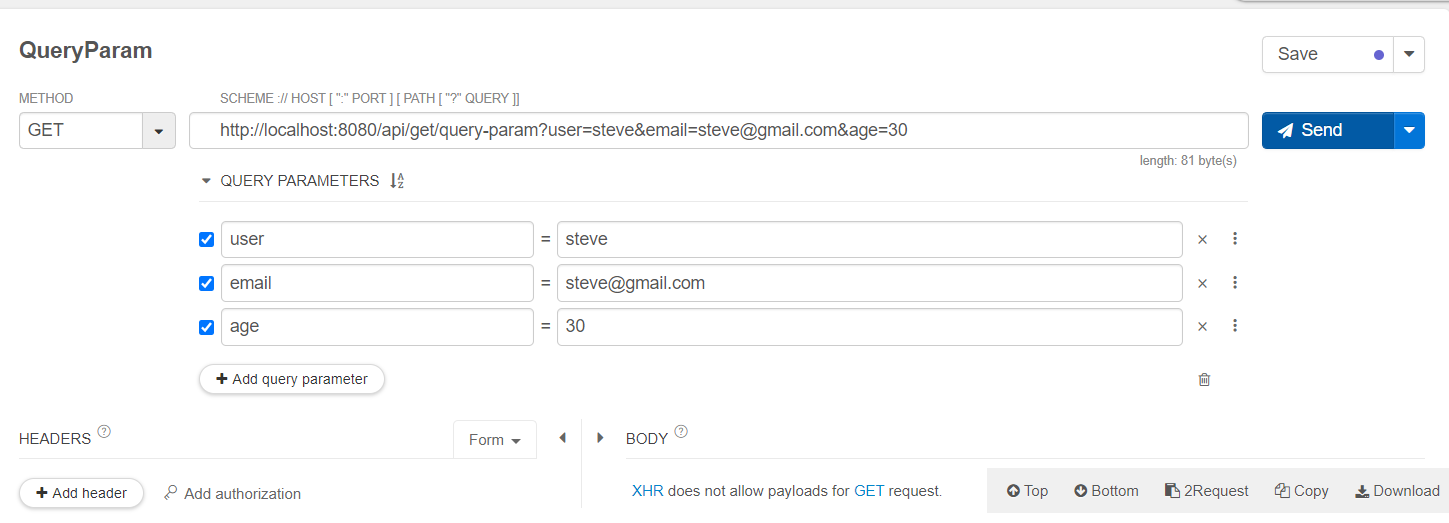 QueryParam
Save
METHOD
SCHEME :// HOST [ ":" PORT ] [ PATH [ "?" QUERY ]]
GET
http://localhost:8080/api/get/query-param?user=steve&email=steve@gmail.com&age=30
Send
length: 81 byte(s)
QUERY PARAMETERS
user = steve
email = steve@gmail.com
age = 30
Add query parameter
HEADERS ? Form BODY ?
Add header Add authorization
XHR does not allow payloads for GET request.
Top Bottom 2Request Copy Download